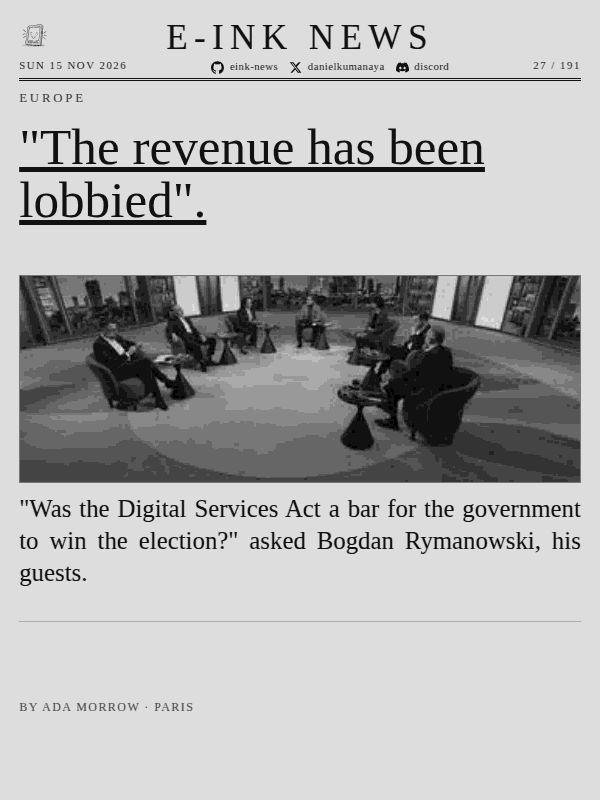 E-INK NEWS
SUN 15 NOV 2026
eink-news
danielkumanaya
discord
27 / 191
EUROPE
"The revenue has been
lobbied".
"Was the Digital Services Act a bar for the government
to win the election?" asked Bogdan Rymanowski, his
guests.
BY ADA MORROW · PARIS